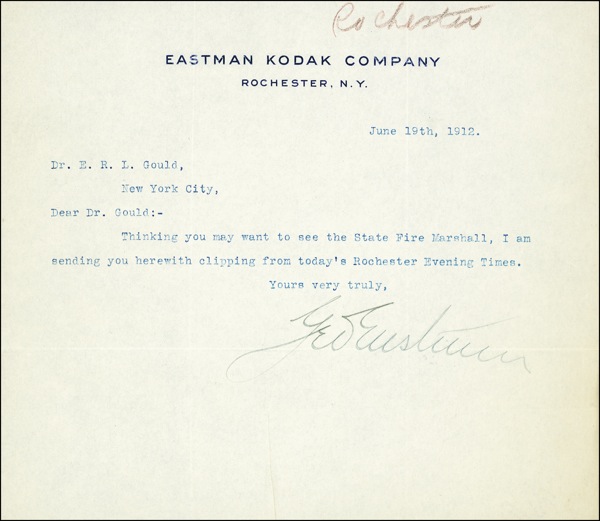 Rochester
EASTMAN KODAK COMPANY
ROCHESTER, N.Y.
June 19th, 1912.
Dr. E. R. L. Gould,
New York City,
Dear Dr. Gould:-
Thinking you may want to see the State Fire Marshall, I am
sending you herewith clipping from today's Rochester Evening Times.
Yours very truly,
Geo Eastman